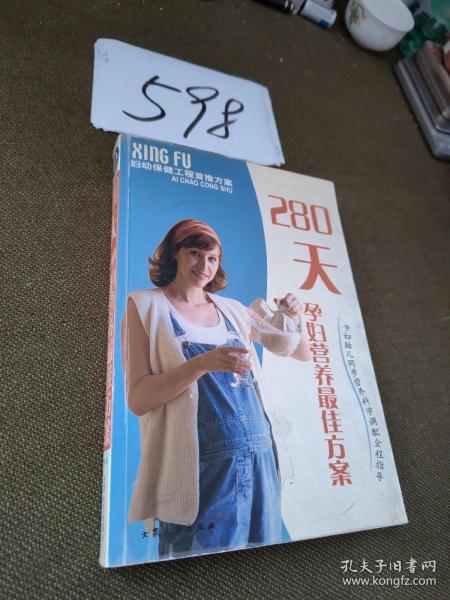 598
XING FU
妇幼保健工程首推方案
AI CHAO CONG SHU
280
天
孕妇营养最佳方案
孕妇胎儿同步营养科学调配全程指导
孔夫子旧书网
www.kongfz.com